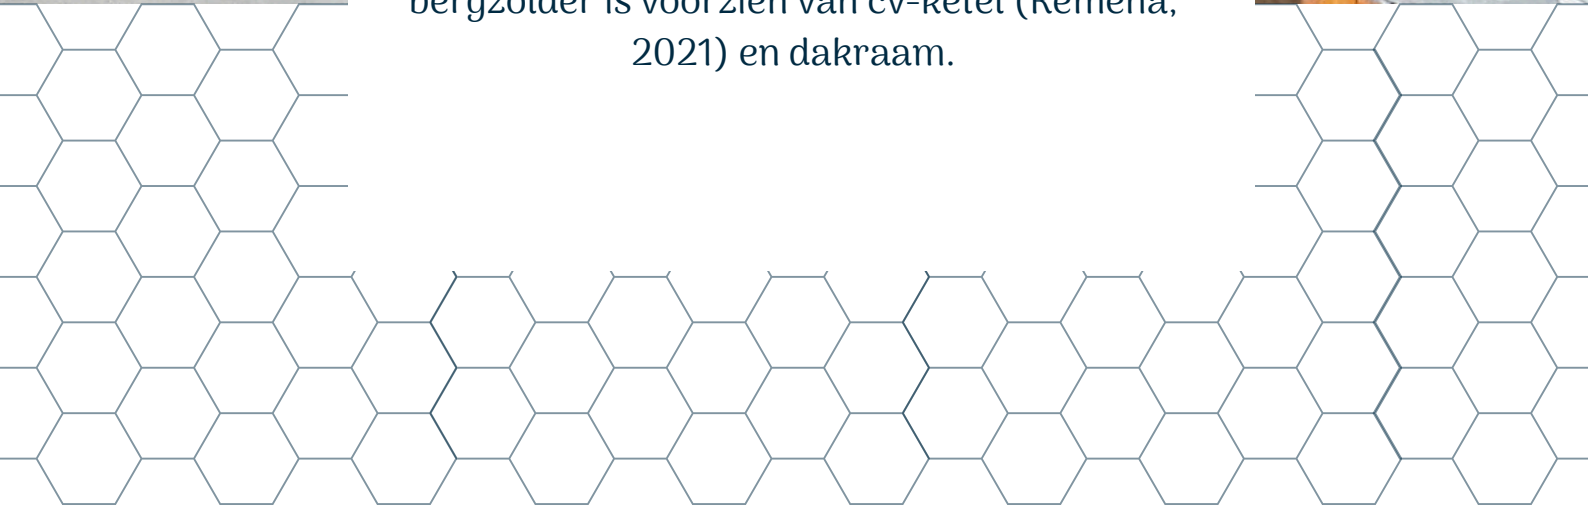 bergzolder is voorzien van cv-ketel (Remeha,
2021) en dakraam.